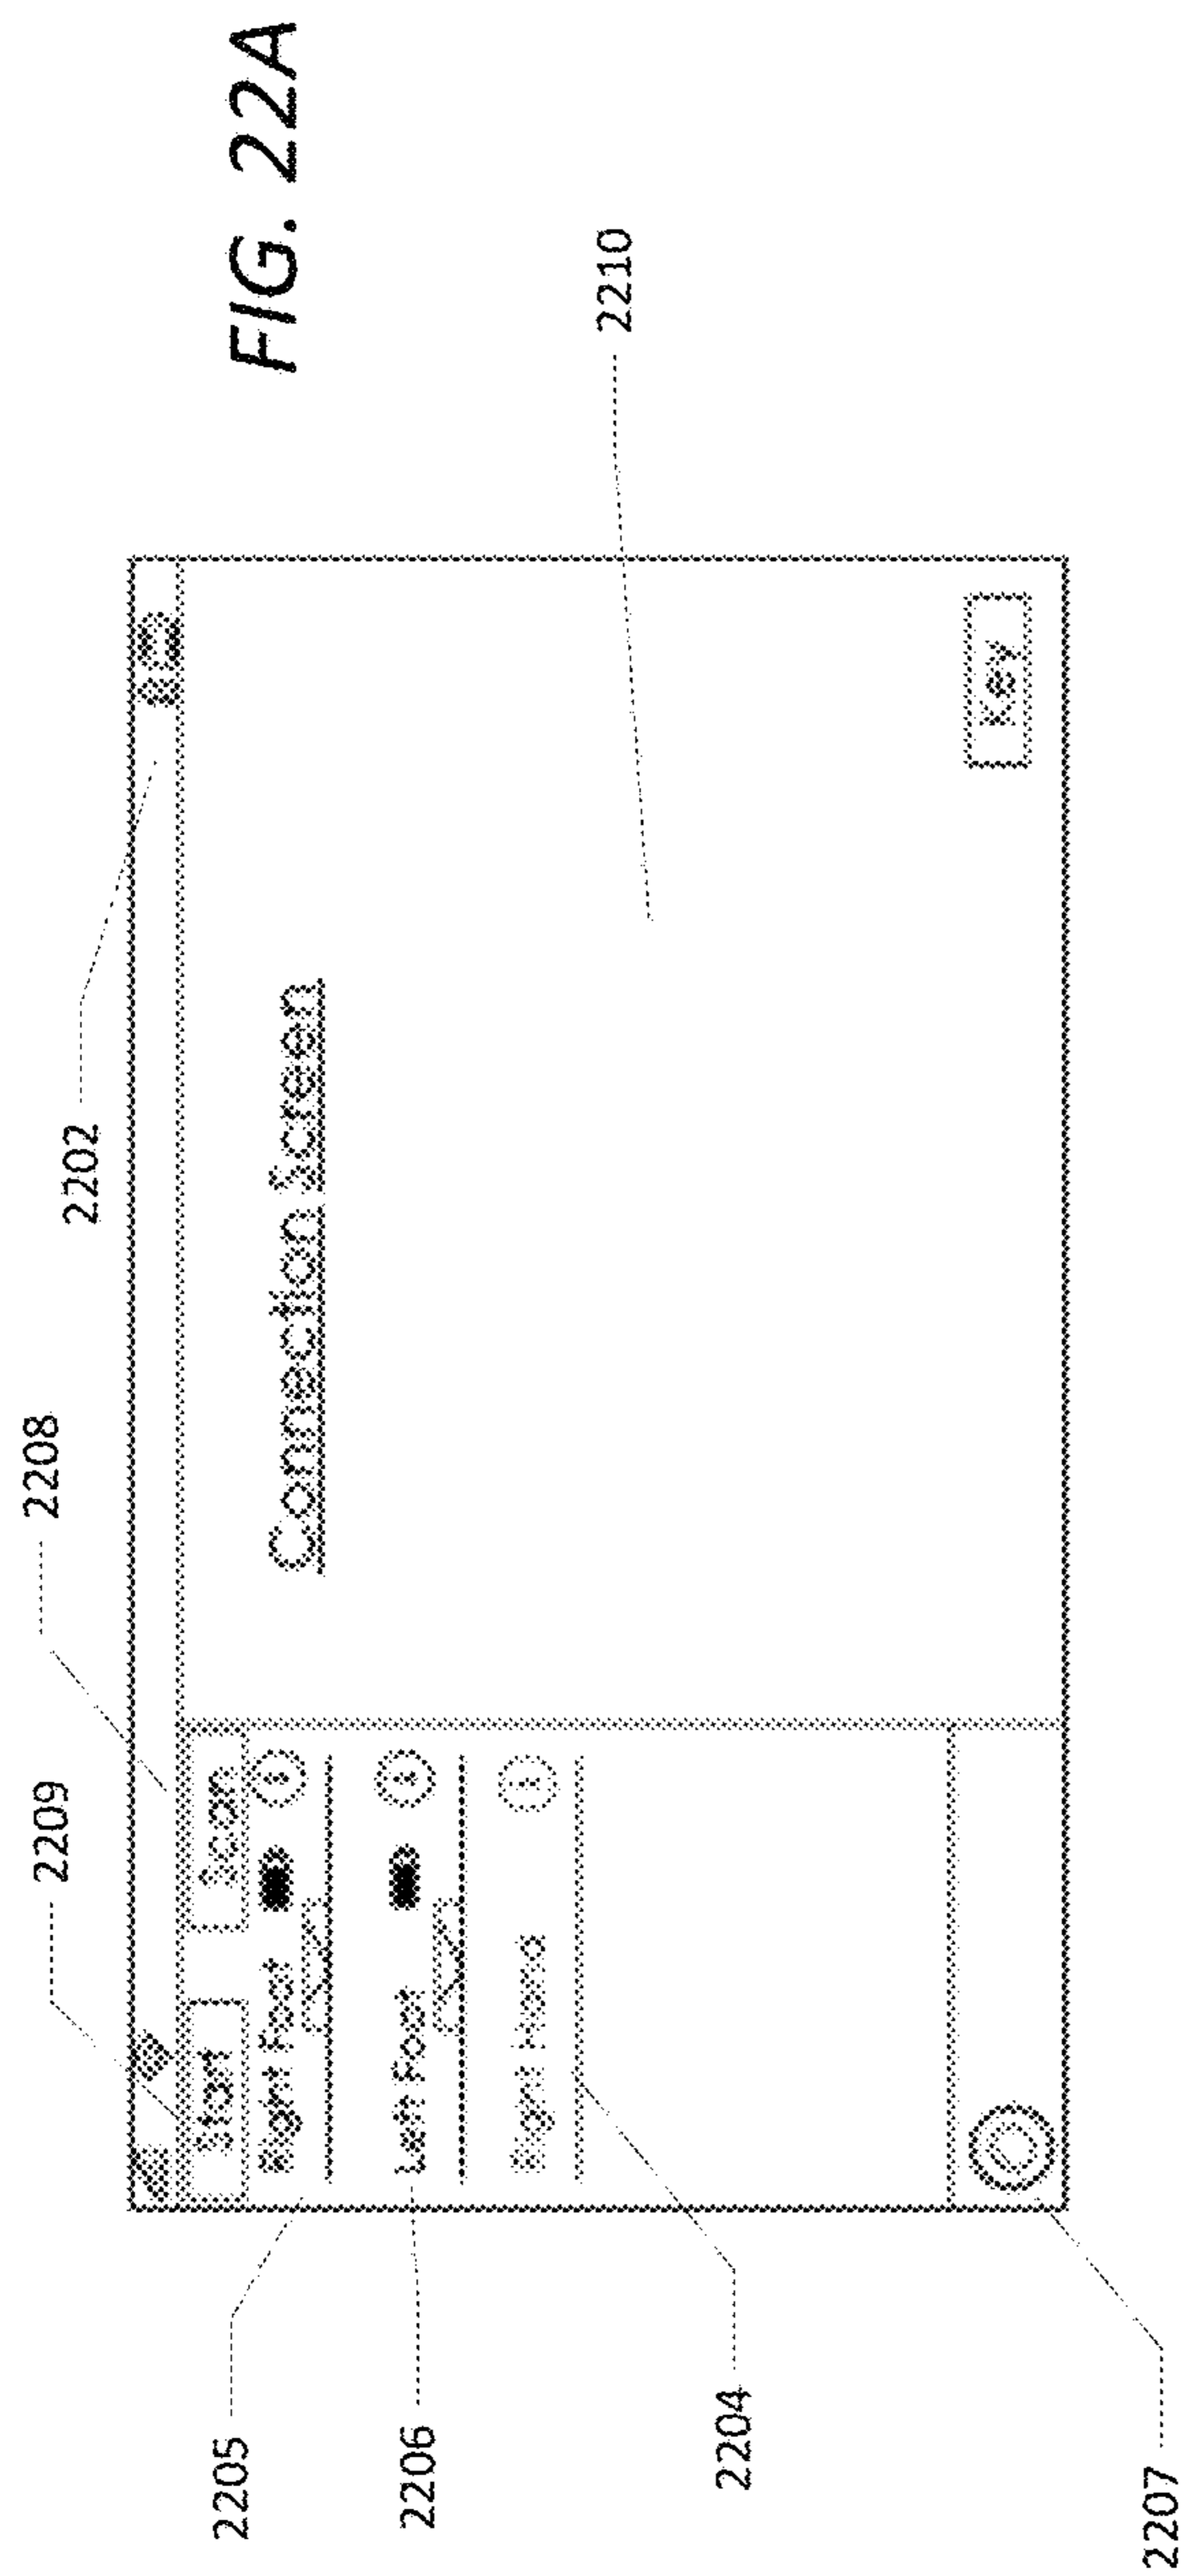 FIG. 22A
2202
2208
2209
Start
Scan
Connection Screen
Right Foot
Left Foot
Right Hand
2210
Key
2205
2206
2204
2207